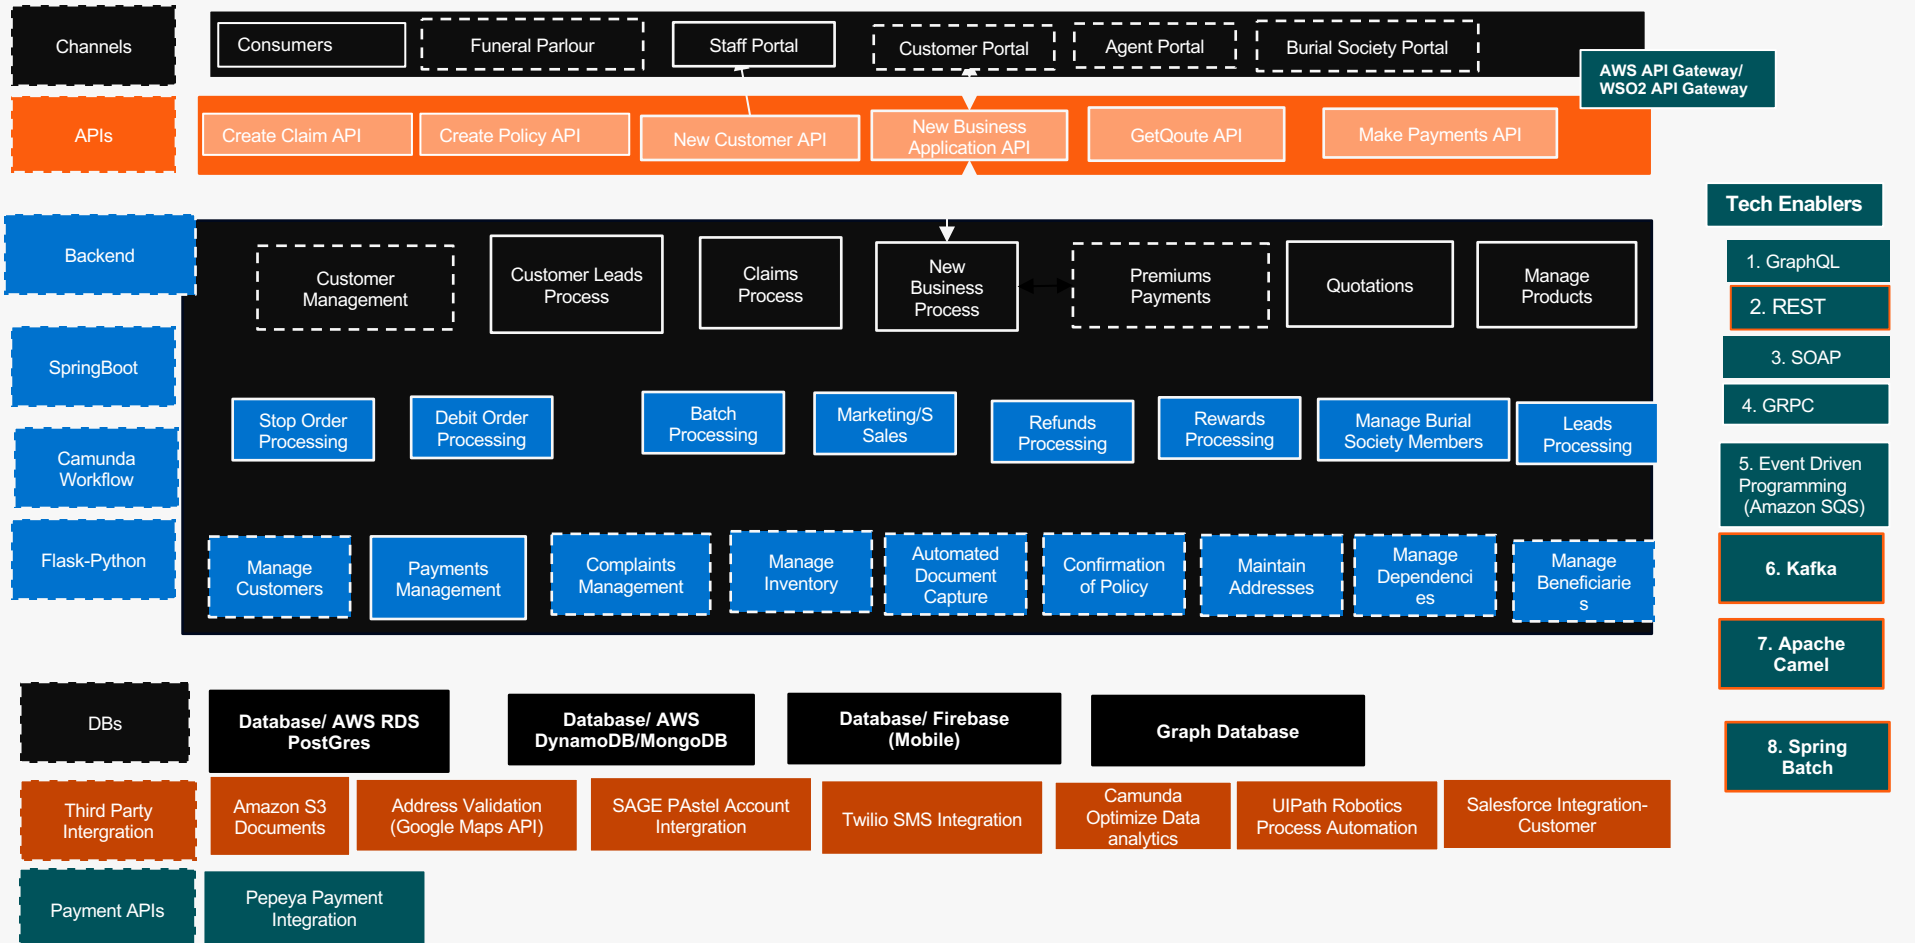 Channels
Consumers
Funeral Parlour
Staff Portal
Customer Portal
Agent Portal
Burial Society Portal
AWS API Gateway/
WSO2 API Gateway
APIs
Create Claim API
Create Policy API
New Customer API
New Business
Application API
GetQoute API
Make Payments API
Tech Enablers
1. GraphQL
2. REST
3. SOAP
4. GRPC
5. Event Driven
Programming
(Amazon SQS)
6. Kafka
7. Apache
Camel
8. Spring
Batch
Backend
Customer
Management
Customer Leads
Process
Claims
Process
New
Business
Process
Premiums
Payments
Quotations
Manage
Products
SpringBoot
Stop Order
Processing
Debit Order
Processing
Batch
Processing
Marketing/S
Sales
Refunds
Processing
Rewards
Processing
Manage Burial
Society Members
Leads
Processing
Camunda
Workflow
Flask-Python
Manage
Customers
Payments
Management
Complaints
Management
Manage
Inventory
Automated
Document
Capture
Confirmation
of Policy
Maintain
Addresses
Manage
Dependenci
es
Manage
Beneficiarie
s
DBs
Database/ AWS RDS
PostGres
Database/ AWS
DynamoDB/MongoDB
Database/ Firebase
(Mobile)
Graph Database
Third Party
Intergration
Amazon S3
Documents
Address Validation
(Google Maps API)
SAGE PAstel Account
Intergration
Twilio SMS Integration
Camunda
Optimize Data
analytics
UIPath Robotics
Process Automation
Salesforce Integration-
Customer
Payment APIs
Pepeya Payment
Integration